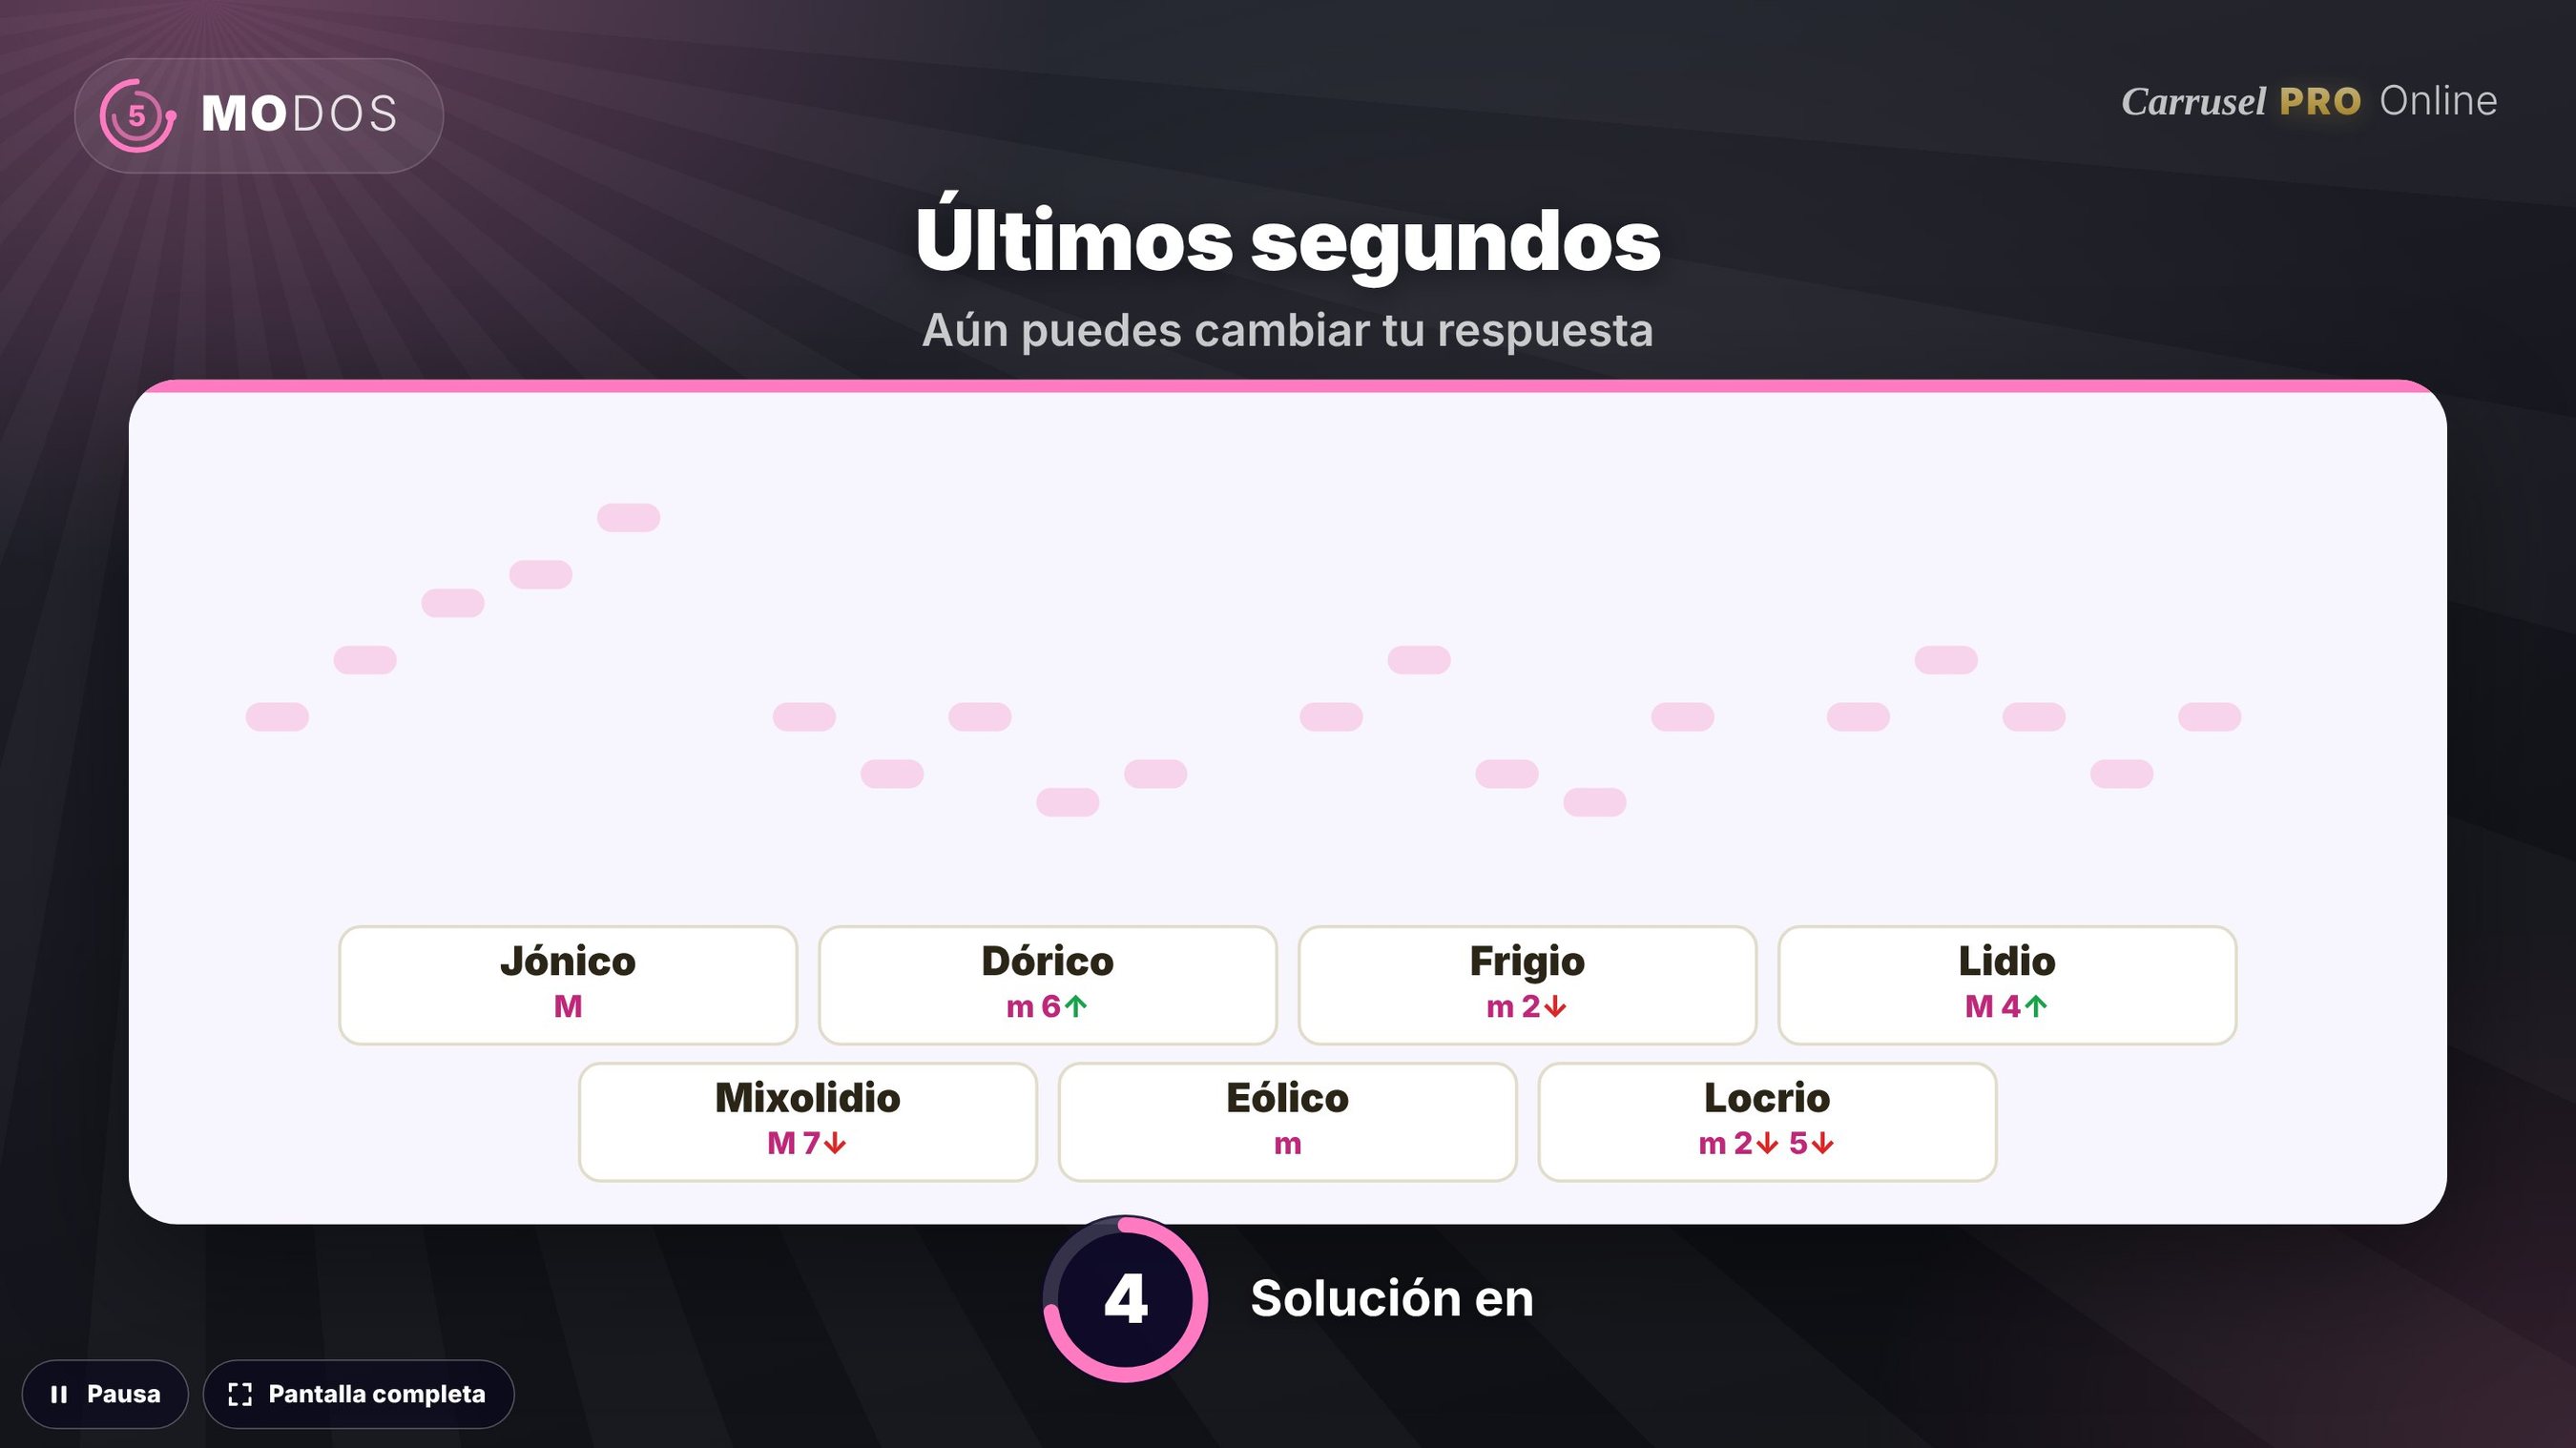 5 MODOS
Carrusel PRO Online
Últimos segundos
Aún puedes cambiar tu respuesta
Jónico
M
Dórico
m 6↑
Frigio
m 2↓
Lidio
M 4↑
Mixolidio
M 7↓
Eólico
m
Locrio
m 2↓ 5↓
4 Solución en
Pausa
Pantalla completa